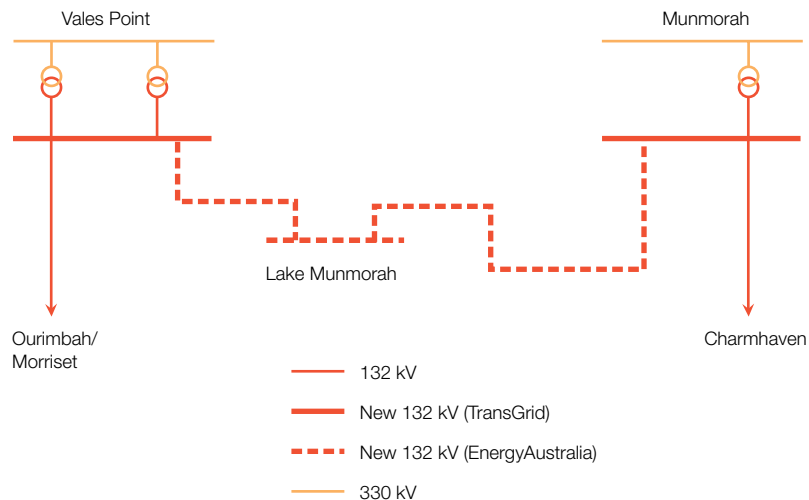 Vales Point
Munmorah
Lake Munmorah
Ourimbah/
Morriset
Charmhaven
132 kV
New 132 kV (TransGrid)
New 132 kV (EnergyAustralia)
330 kV